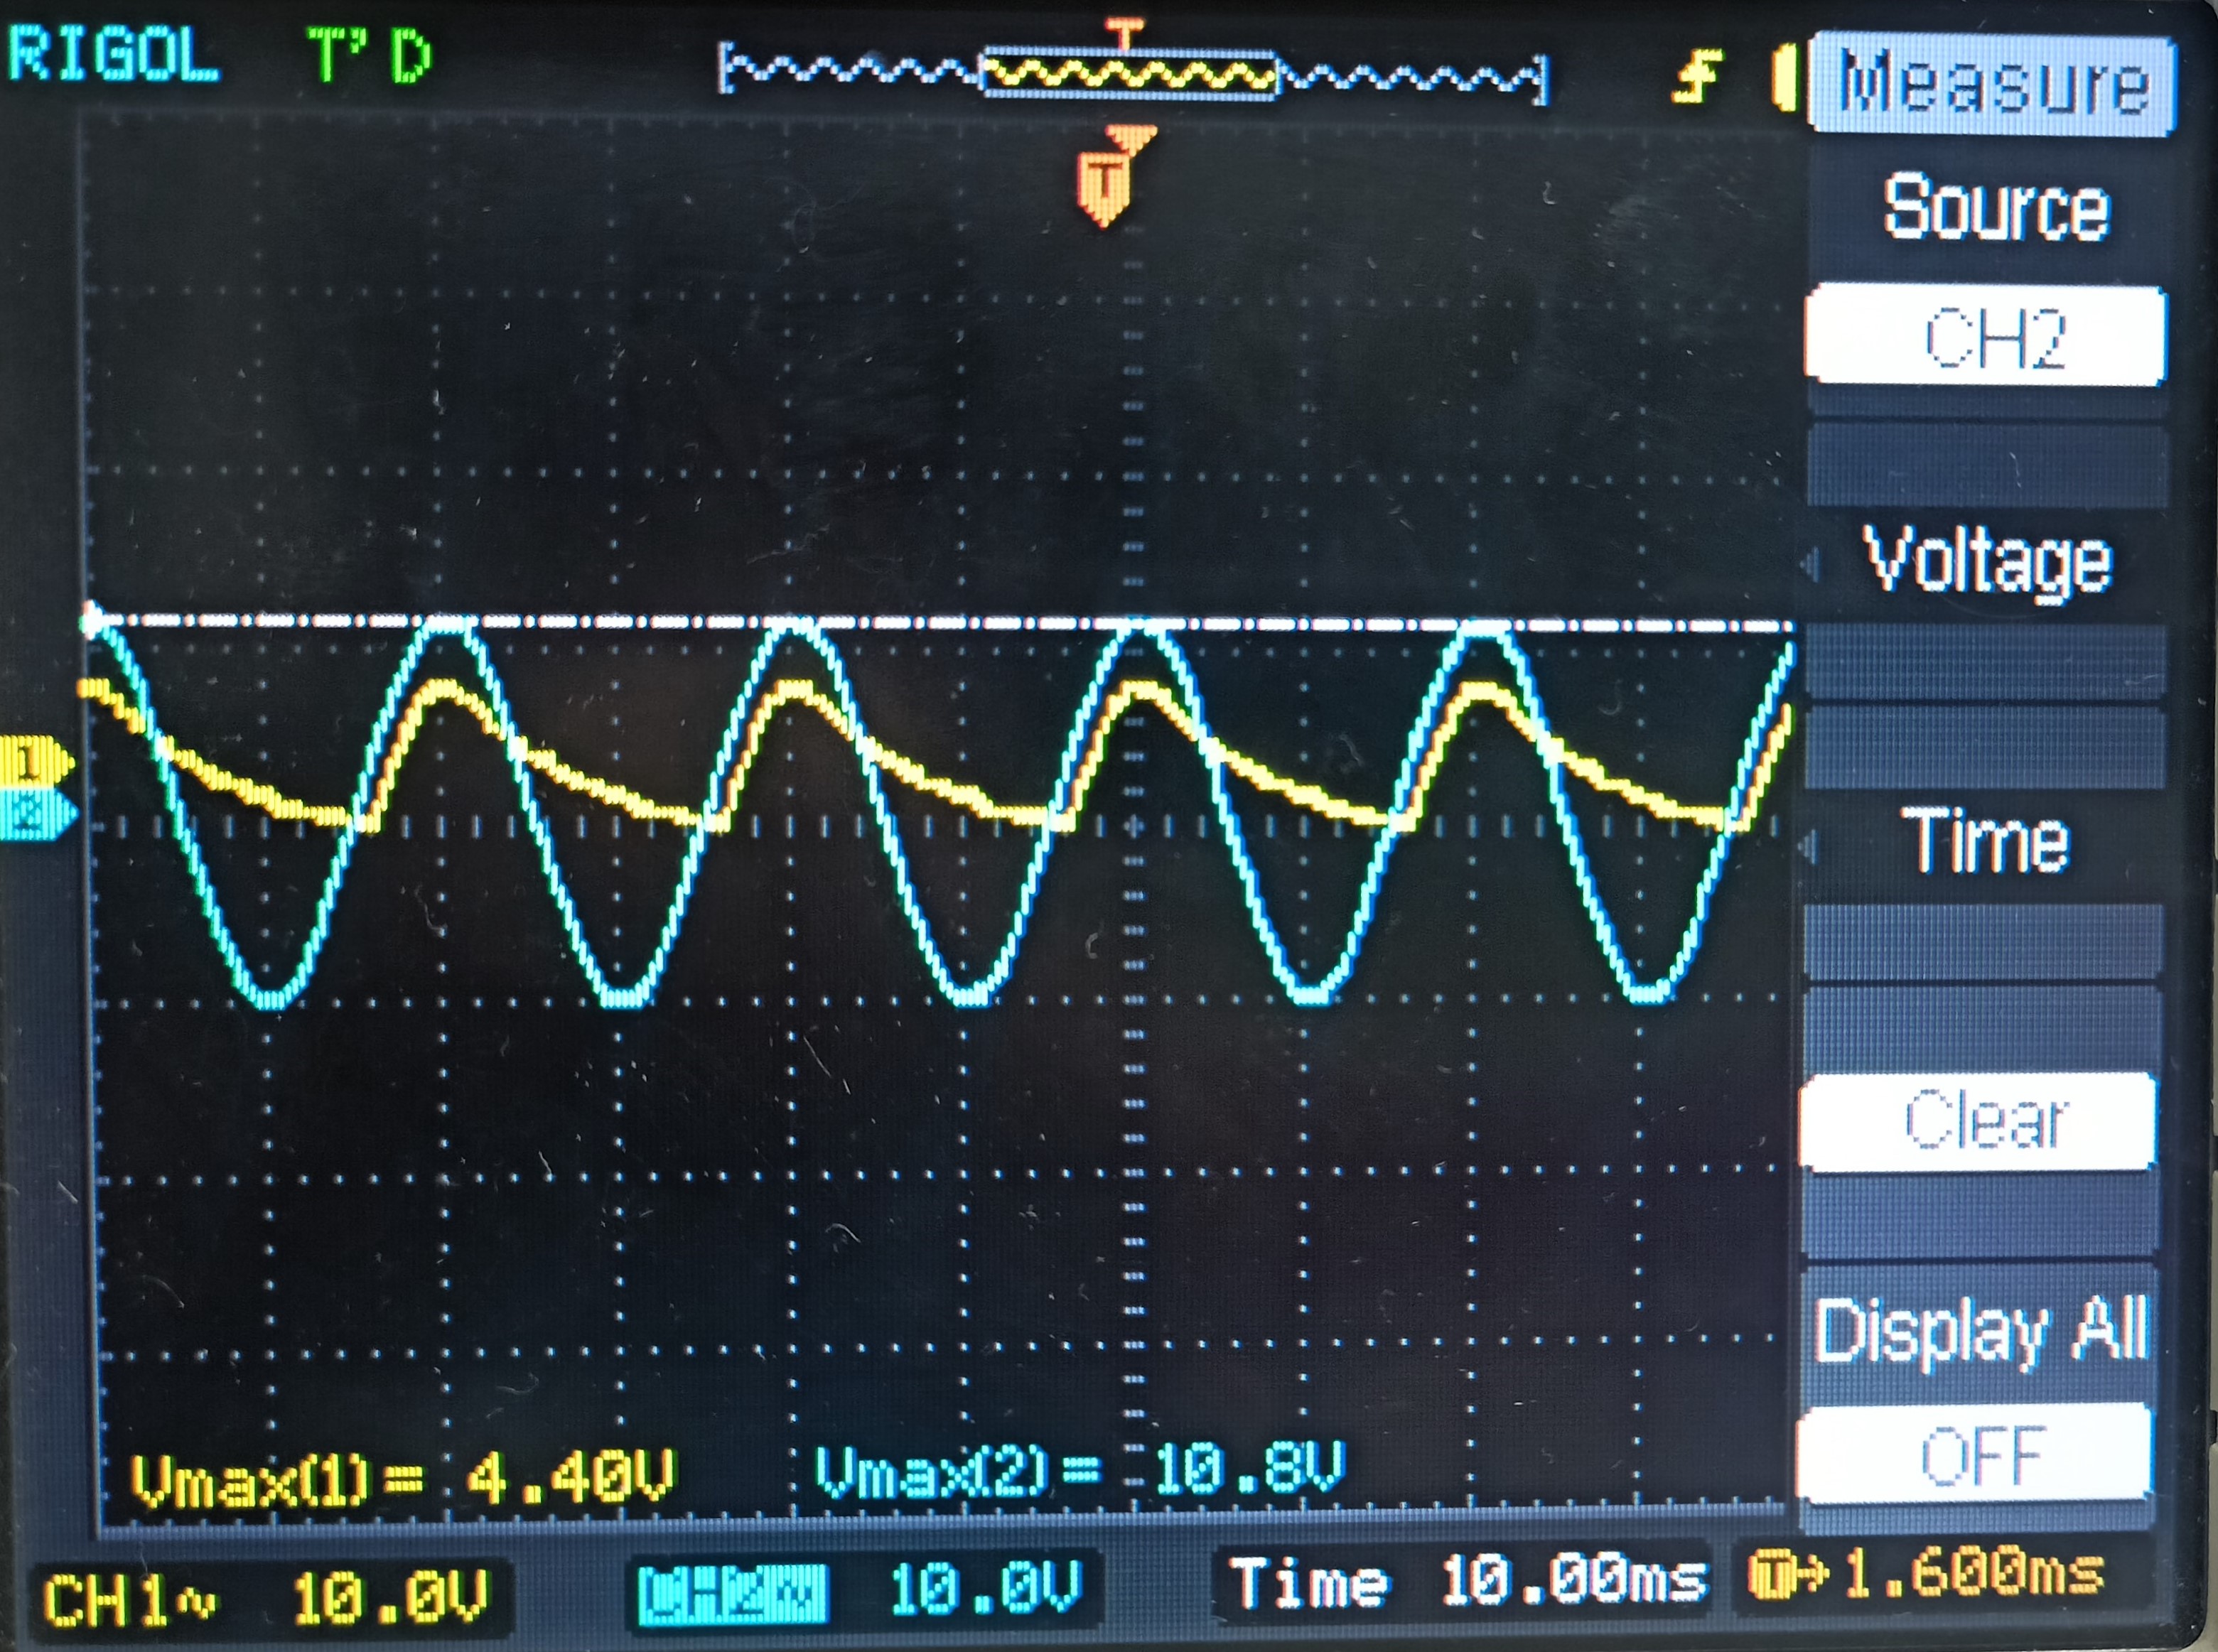 RIGOL T'D T
Measure
T
Source
CH2
Voltage
1
2
Time
Clear
Display All
Vmax(1)= 4.40V Vmax(2)= 10.8V
OFF
CH1~ 10.0V CH2~ 10.0V Time 10.00ms T→1.600ms